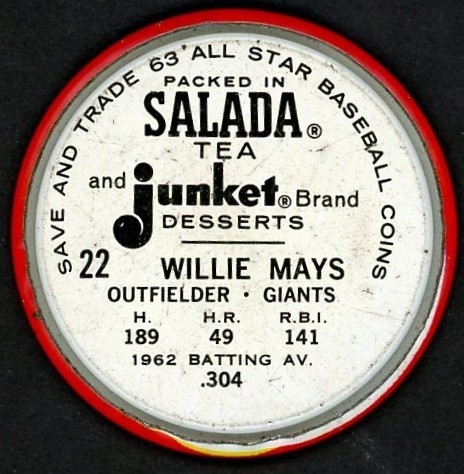 SAVE AND TRADE 63' ALL STAR BASEBALL COINS
PACKED IN
SALADA®
TEA
and junket® Brand
DESSERTS
22 WILLIE MAYS
OUTFIELDER · GIANTS
H. H.R. R.B.I.
189 49 141
1962 BATTING AV.
.304